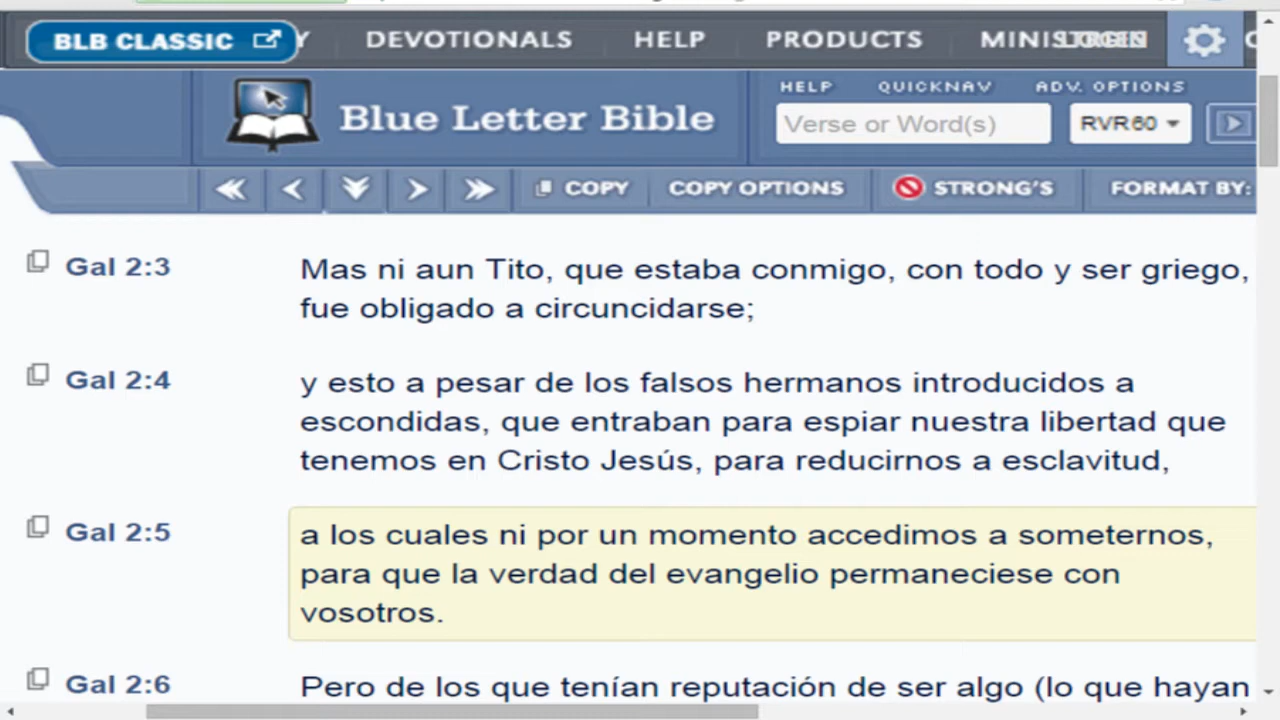 BLB CLASSIC
DEVOTIONALS
HELP
PRODUCTS
Blue Letter Bible
HELP QUICKNAV ADV. OPTIONS
Verse or Word(s)
RVR60
COPY
COPY OPTIONS
STRONG'S
FORMAT BY:
Gal 2:3
Mas ni aun Tito, que estaba conmigo, con todo y ser griego,
fue obligado a circuncidarse;
Gal 2:4
y esto a pesar de los falsos hermanos introducidos a
escondidas, que entraban para espiar nuestra libertad que
tenemos en Cristo Jesús, para reducirnos a esclavitud,
Gal 2:5
a los cuales ni por un momento accedimos a someternos,
para que la verdad del evangelio permaneciese con
vosotros.
Gal 2:6
Pero de los que tenían reputación de ser algo (lo que hayan